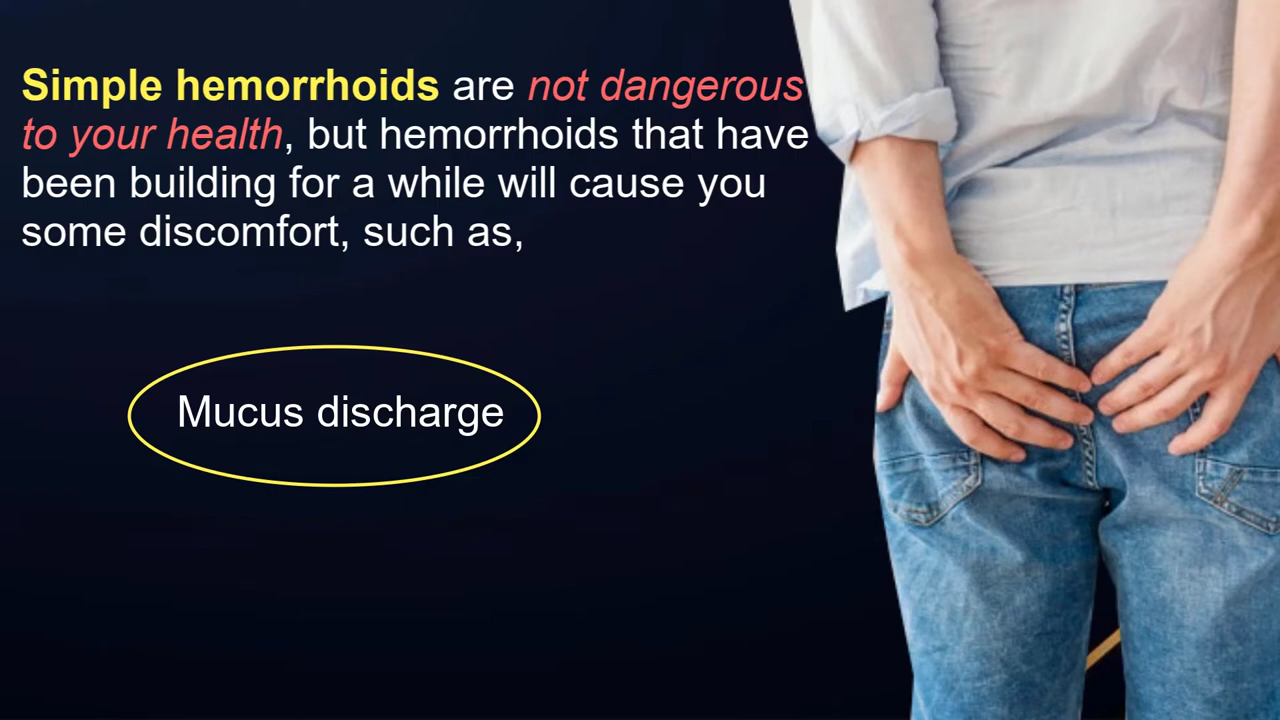 Simple hemorrhoids are not dangerous
to your health, but hemorrhoids that have
been building for a while will cause you
some discomfort, such as,
Mucus discharge